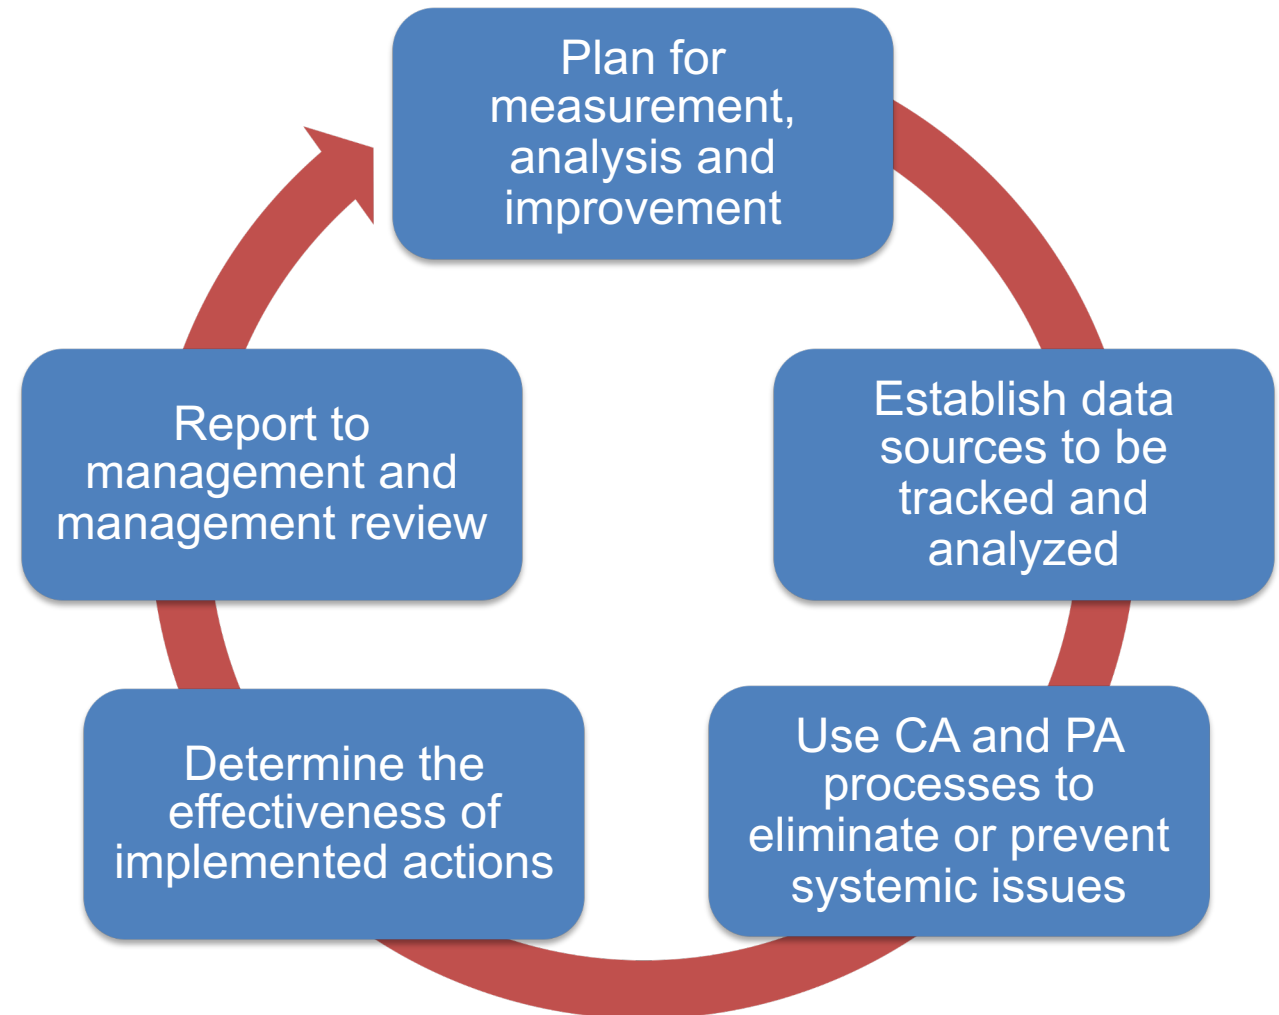 Plan for
measurement,
analysis and
improvement
Establish data
sources to be
tracked and
analyzed
Use CA and PA
processes to
eliminate or prevent
systemic issues
Determine the
effectiveness of
implemented actions
Report to
management and
management review